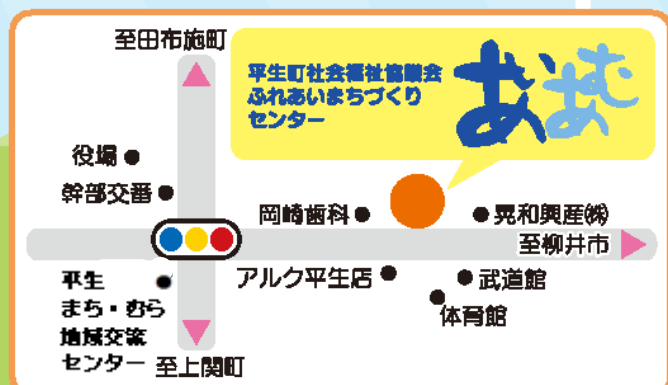 至田布施町
平生町社会福祉協議会
ふれあいまちづくり
センター
あいあむ
役場
幹部交番
岡崎歯科
晃和興産㈱
至柳井市
アルク平生店
武道館
体育館
平生
まち・むら
地域交流
センター
至上関町